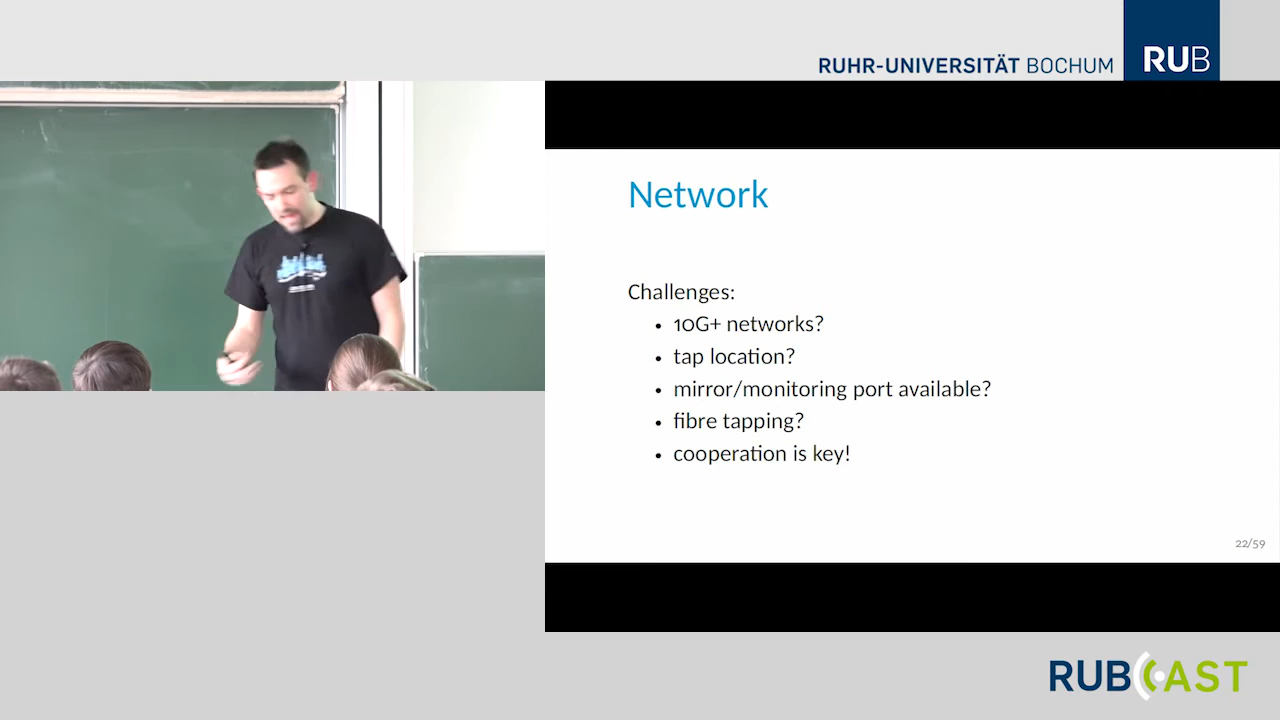 RUHR-UNIVERSITÄT BOCHUM
RUB
Network
Challenges:
• 10G+ networks?
• tap location?
• mirror/monitoring port available?
• fibre tapping?
• cooperation is key!
22/59
RUBCAST